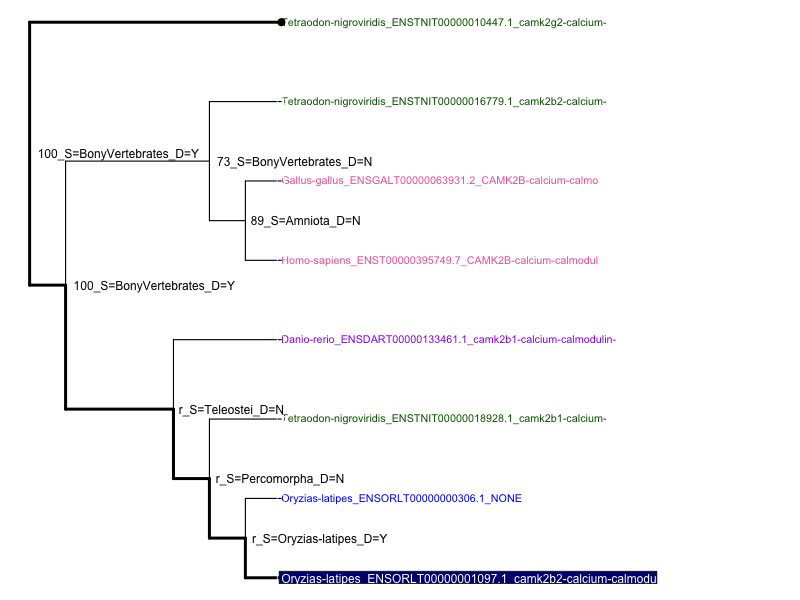 Tetraodon-nigroviridis_ENSTNIT00000010447.1_camk2g2-calcium-
Tetraodon-nigroviridis_ENSTNIT00000016779.1_camk2b2-calcium-
100_S=BonyVertebrates_D=Y
73_S=BonyVertebrates_D=N
Gallus-gallus_ENSGALT00000063931.2_CAMK2B-calcium-calmo
89_S=Amniota_D=N
Homo-sapiens_ENST00000395749.7_CAMK2B-calcium-calmodul
100_S=BonyVertebrates_D=Y
Danio-rerio_ENSDART00000133461.1_camk2b1-calcium-calmodulin-
r_S=Teleostei_D=N
Tetraodon-nigroviridis_ENSTNIT00000018928.1_camk2b1-calcium-
r_S=Percomorpha_D=N
Oryzias-latipes_ENSORLT00000000306.1_NONE
r_S=Oryzias-latipes_D=Y
Oryzias-latipes_ENSORLT00000001097.1_camk2b2-calcium-calmodu